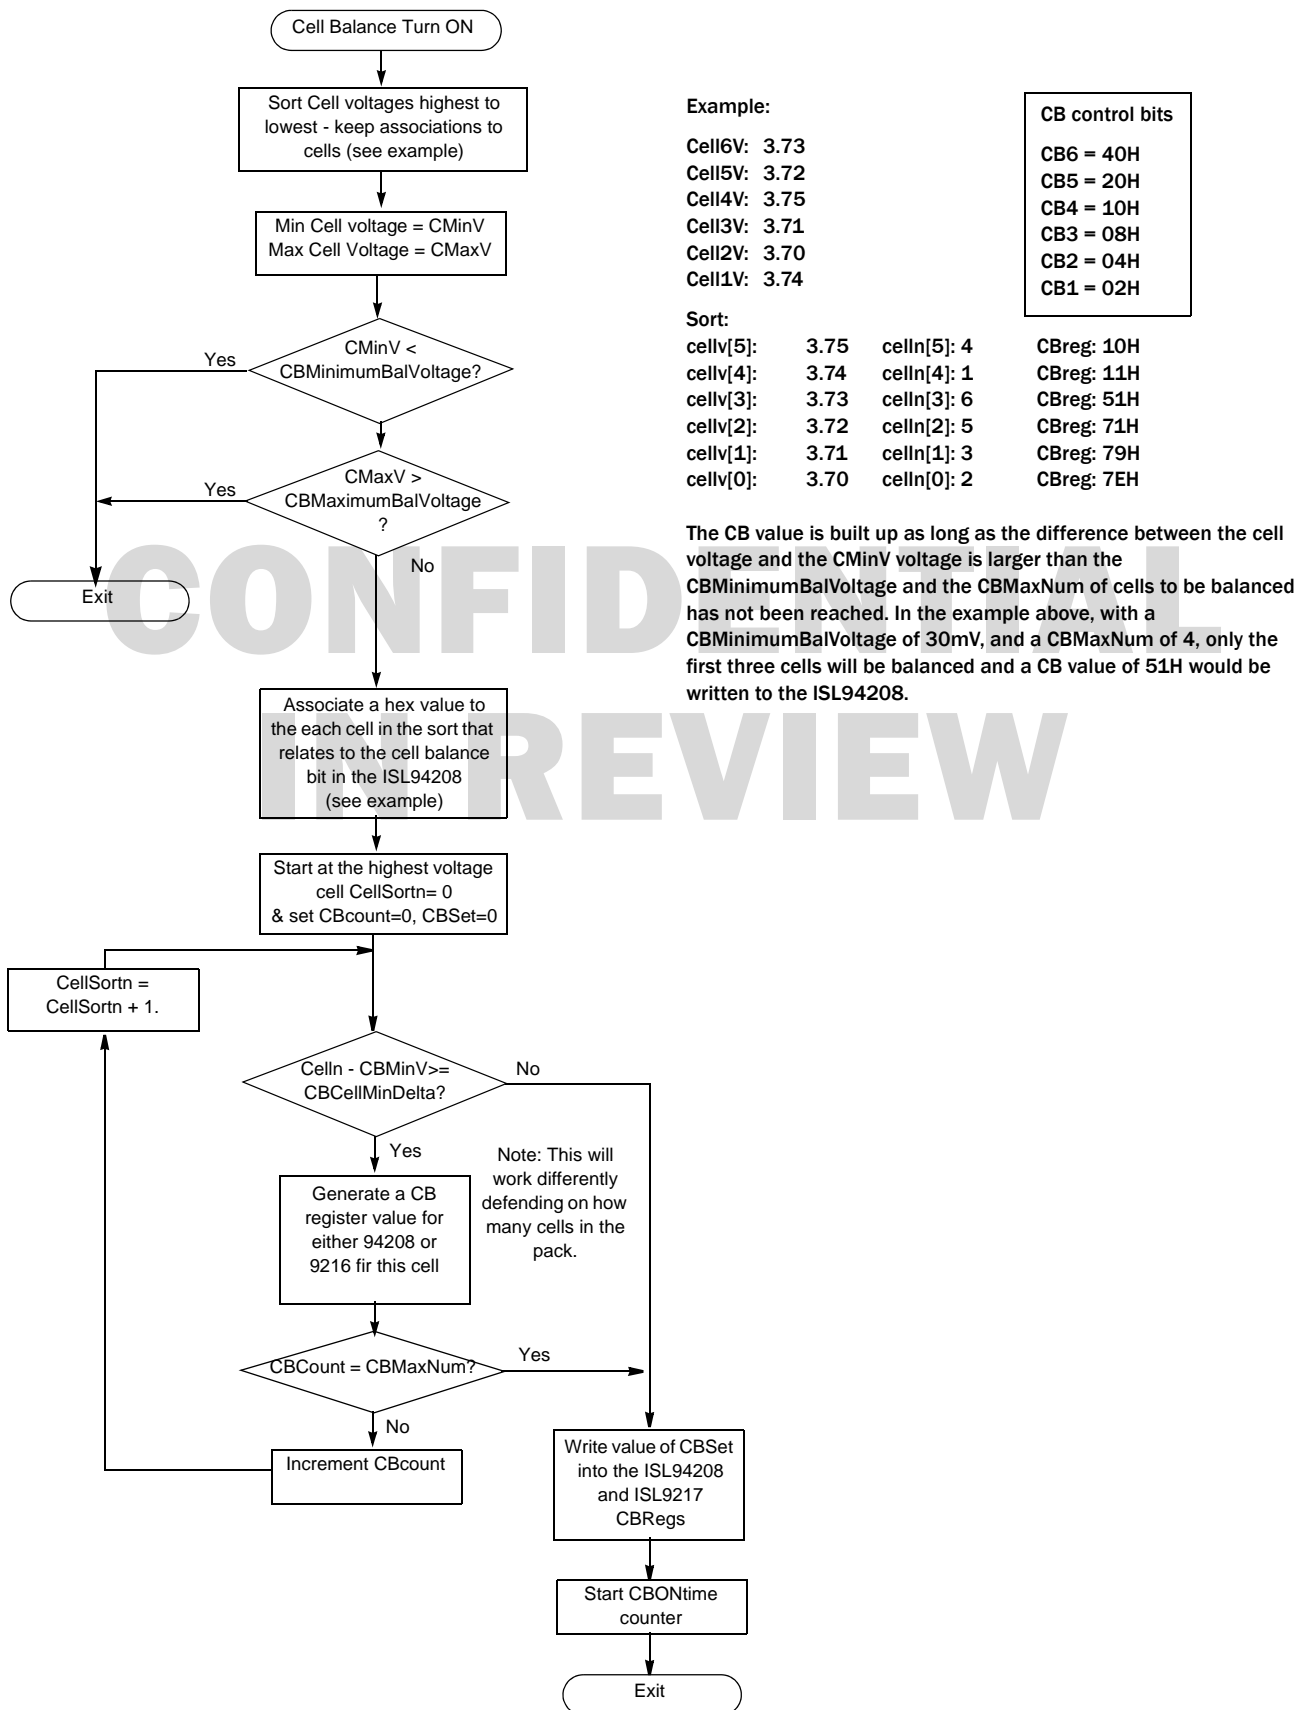 Cell Balance Turn ON
Sort Cell voltages highest to
lowest - keep associations to
cells (see example)
Min Cell voltage = CMinV
Max Cell Voltage = CMaxV
CMinV <
CBMinimumBalVoltage?
Yes
CMaxV >
CBMaximumBalVoltage
?
Yes
No
Exit
Associate a hex value to
the each cell in the sort that
relates to the cell balance
bit in the ISL94208
(see example)
Start at the highest voltage
cell CellSortn= 0
& set CBcount=0, CBSet=0
CellSortn =
CellSortn + 1.
Celln - CBMinV>=
CBCellMinDelta?
No
Yes
Generate a CB
register value for
either 94208 or
9216 fir this cell
Note: This will
work differently
defending on how
many cells in the
pack.
CBCount = CBMaxNum?
Yes
No
Increment CBcount
Write value of CBSet
into the ISL94208
and ISL9217
CBRegs
Start CBONtime
counter
Exit
Example:
Cell6V: 3.73
Cell5V: 3.72
Cell4V: 3.75
Cell3V: 3.71
Cell2V: 3.70
Cell1V: 3.74
CB control bits
CB6 = 40H
CB5 = 20H
CB4 = 10H
CB3 = 08H
CB2 = 04H
CB1 = 02H
Sort:
cellv[5]: 3.75 celln[5]: 4 CBreg: 10H
cellv[4]: 3.74 celln[4]: 1 CBreg: 11H
cellv[3]: 3.73 celln[3]: 6 CBreg: 51H
cellv[2]: 3.72 celln[2]: 5 CBreg: 71H
cellv[1]: 3.71 celln[1]: 3 CBreg: 79H
cellv[0]: 3.70 celln[0]: 2 CBreg: 7EH
The CB value is built up as long as the difference between the cell
voltage and the CMinV voltage is larger than the
CBMinimumBalVoltage and the CBMaxNum of cells to be balanced
has not been reached. In the example above, with a
CBMinimumBalVoltage of 30mV, and a CBMaxNum of 4, only the
first three cells will be balanced and a CB value of 51H would be
written to the ISL94208.
CONFIDENTIAL
IN REVIEW